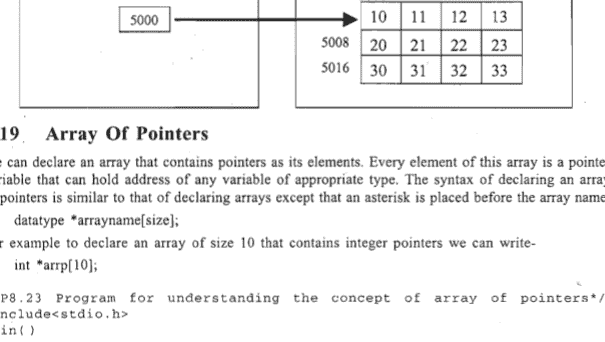 5000
10 11 12 13
5008 20 21 22 23
5016 30 31 32 33
19 Array Of Pointers
can declare an array that contains pointers as its elements. Every element of this array is a pointe
riable that can hold address of any variable of appropriate type. The syntax of declaring an array
pointers is similar to that of declaring arrays except that an asterisk is placed before the array name
datatype *arrayname[size];
r example to declare an array of size 10 that contains integer pointers we can write-
int *arrp[10];
P8.23 Program for understanding the concept of array of pointers*/
nclude<stdio.h>
in( )